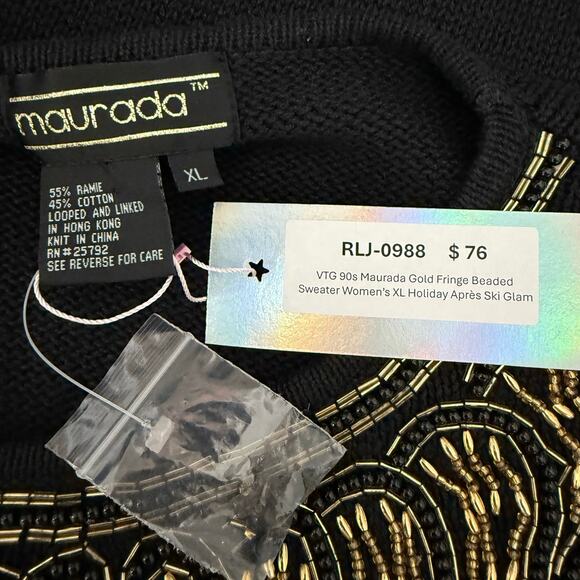 maurada™
XL
55% RAMIE
45% COTTON
LOOPED AND LINKED
IN HONG KONG
KNIT IN CHINA
RN#25792
SEE REVERSE FOR CARE
RLJ-0988 $76
VTG 90s Maurada Gold Fringe Beaded
Sweater Women's XL Holiday Après Ski Glam